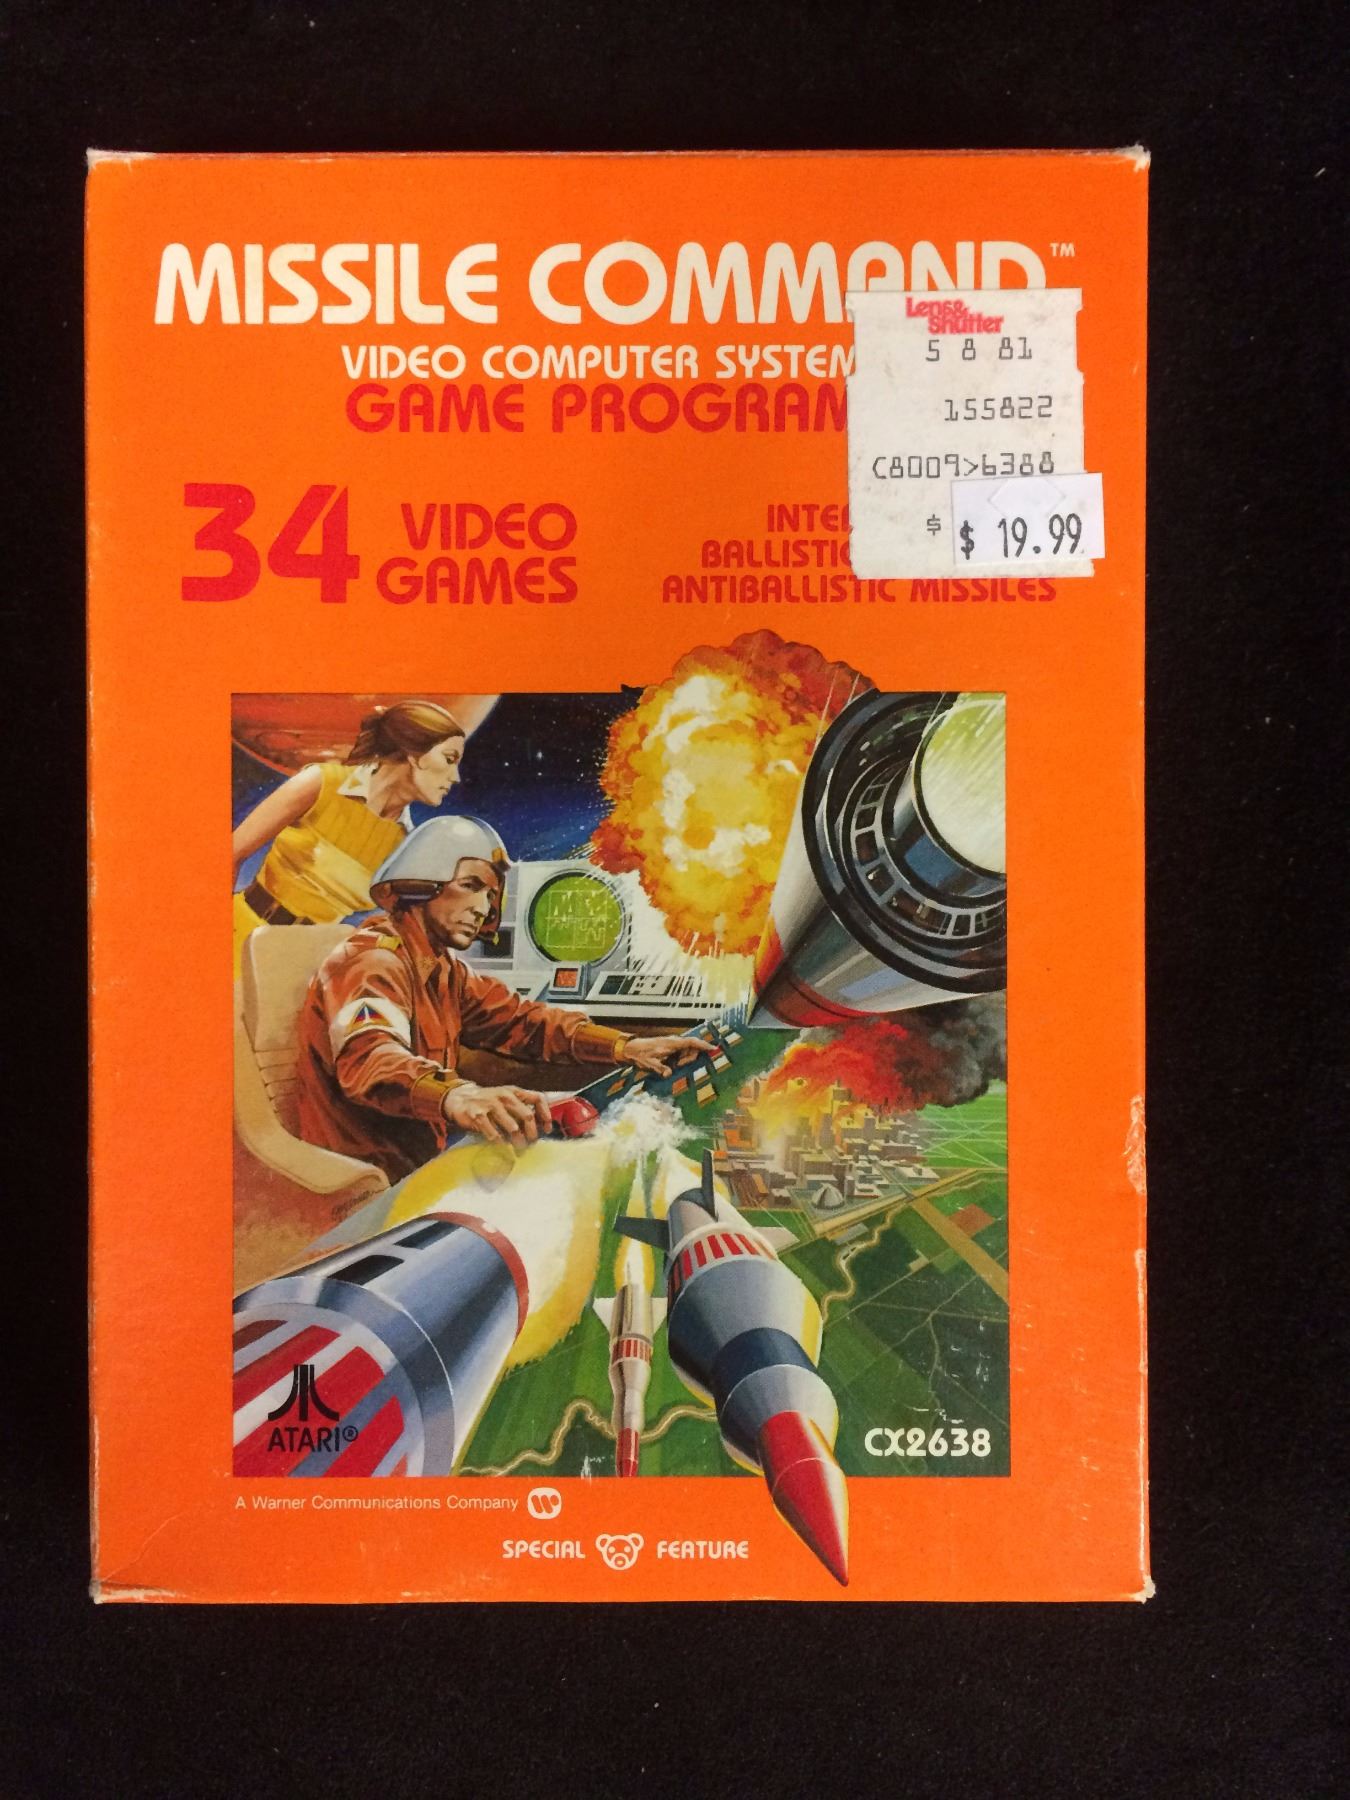 MISSILE COMMAND™
Lens&
Shutter
5 8 81
VIDEO COMPUTER SYSTEM
GAME PROGRAM
155822
C8009>6388
$
$ 19.99
34 VIDEO
GAMES
BALLISTIC
ANTIBALLISTIC MISSILES
ATARI®
CX2638
A Warner Communications Company
SPECIAL FEATURE